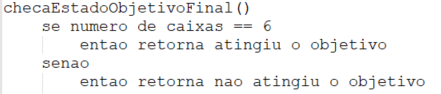 checaEstadoObjetivoFinal()
se numero de caixas == 6
entao retorna atingiu o objetivo
senao
entao retorna nao atingiu o objetivo